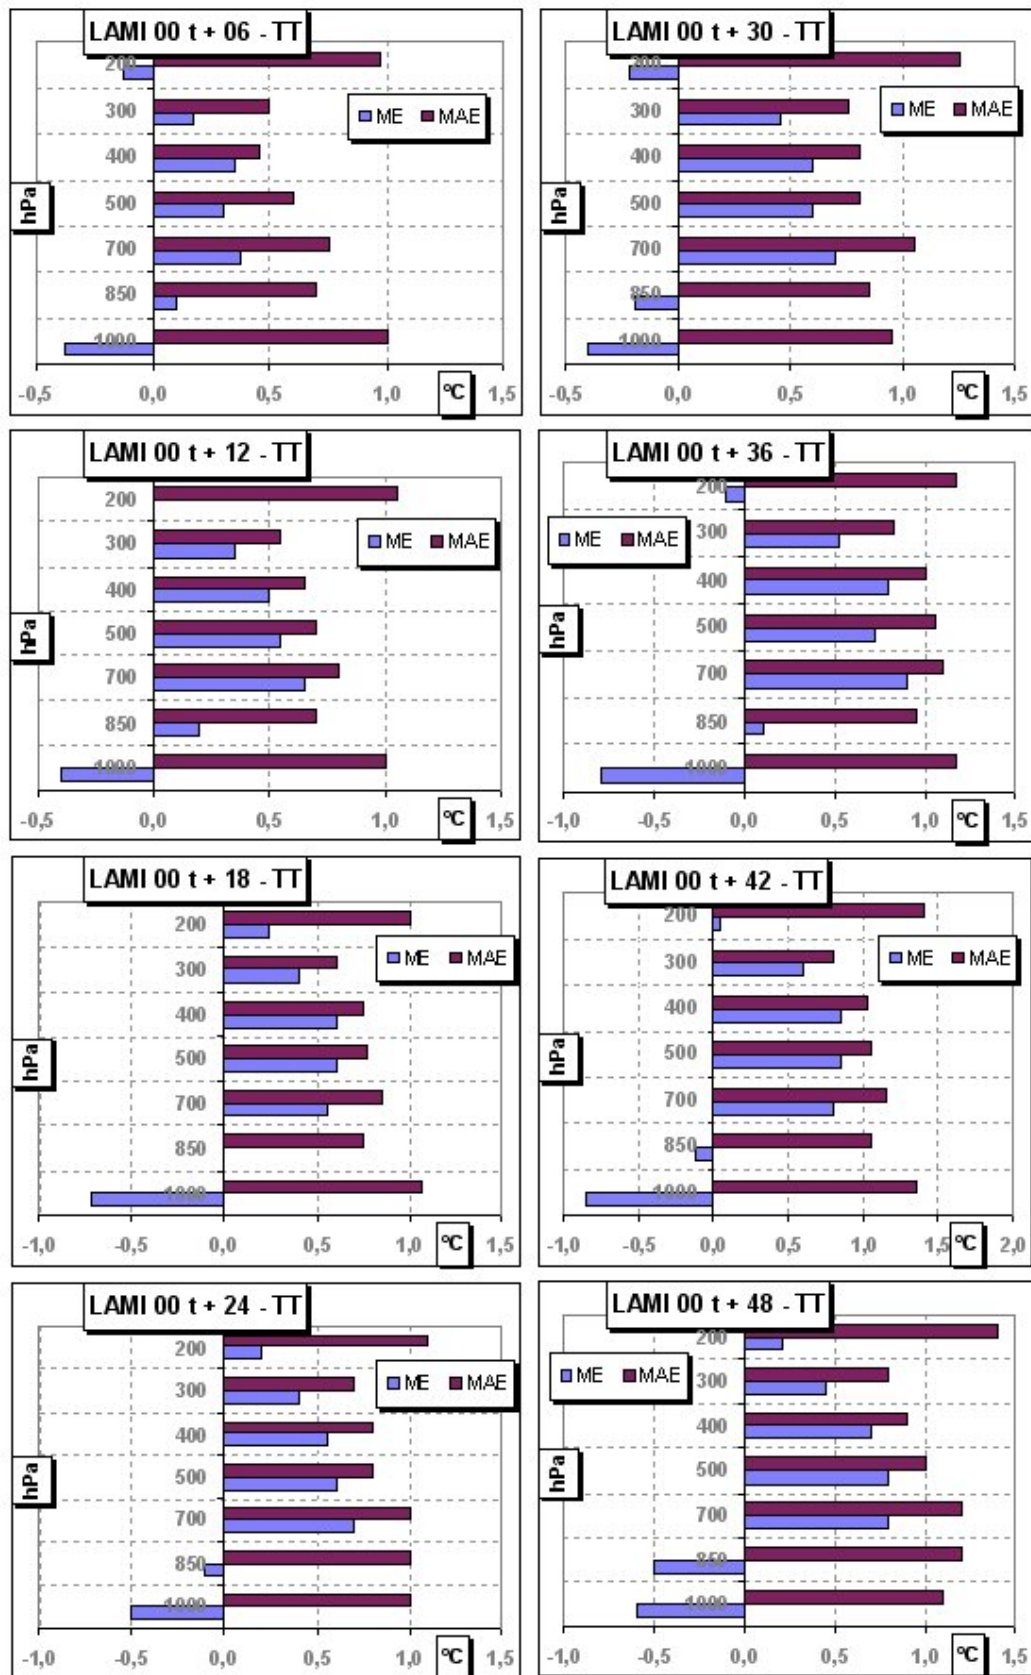 LAMI 00 t + 06 - TT
200
300
400
500
700
850
1000
hPa
ME MAE
-0,5 0,0 0,5 1,0 °C 1,5
LAMI 00 t + 30 - TT
200
300
400
500
700
850
1000
hPa
ME MAE
-0,5 0,0 0,5 1,0 °C 1,5
LAMI 00 t + 12 - TT
200
300
400
500
700
850
1000
hPa
ME MAE
-0,5 0,0 0,5 1,0 °C 1,5
LAMI 00 t + 36 - TT
200
300
400
500
700
850
1000
hPa
ME MAE
-1,0 -0,5 0,0 0,5 1,0 °C 1,5
LAMI 00 t + 18 - TT
200
300
400
500
700
850
1000
hPa
ME MAE
-1,0 -0,5 0,0 0,5 1,0 °C 1,5
LAMI 00 t + 42 - TT
200
300
400
500
700
850
1000
hPa
ME MAE
-1,0 -0,5 0,0 0,5 1,0 1,5 °C 2,0
LAMI 00 t + 24 - TT
200
300
400
500
700
850
1000
hPa
ME MAE
-1,0 -0,5 0,0 0,5 1,0 °C 1,5
LAMI 00 t + 48 - TT
200
300
400
500
700
850
1000
hPa
ME MAE
-1,0 -0,5 0,0 0,5 1,0 °C 1,5